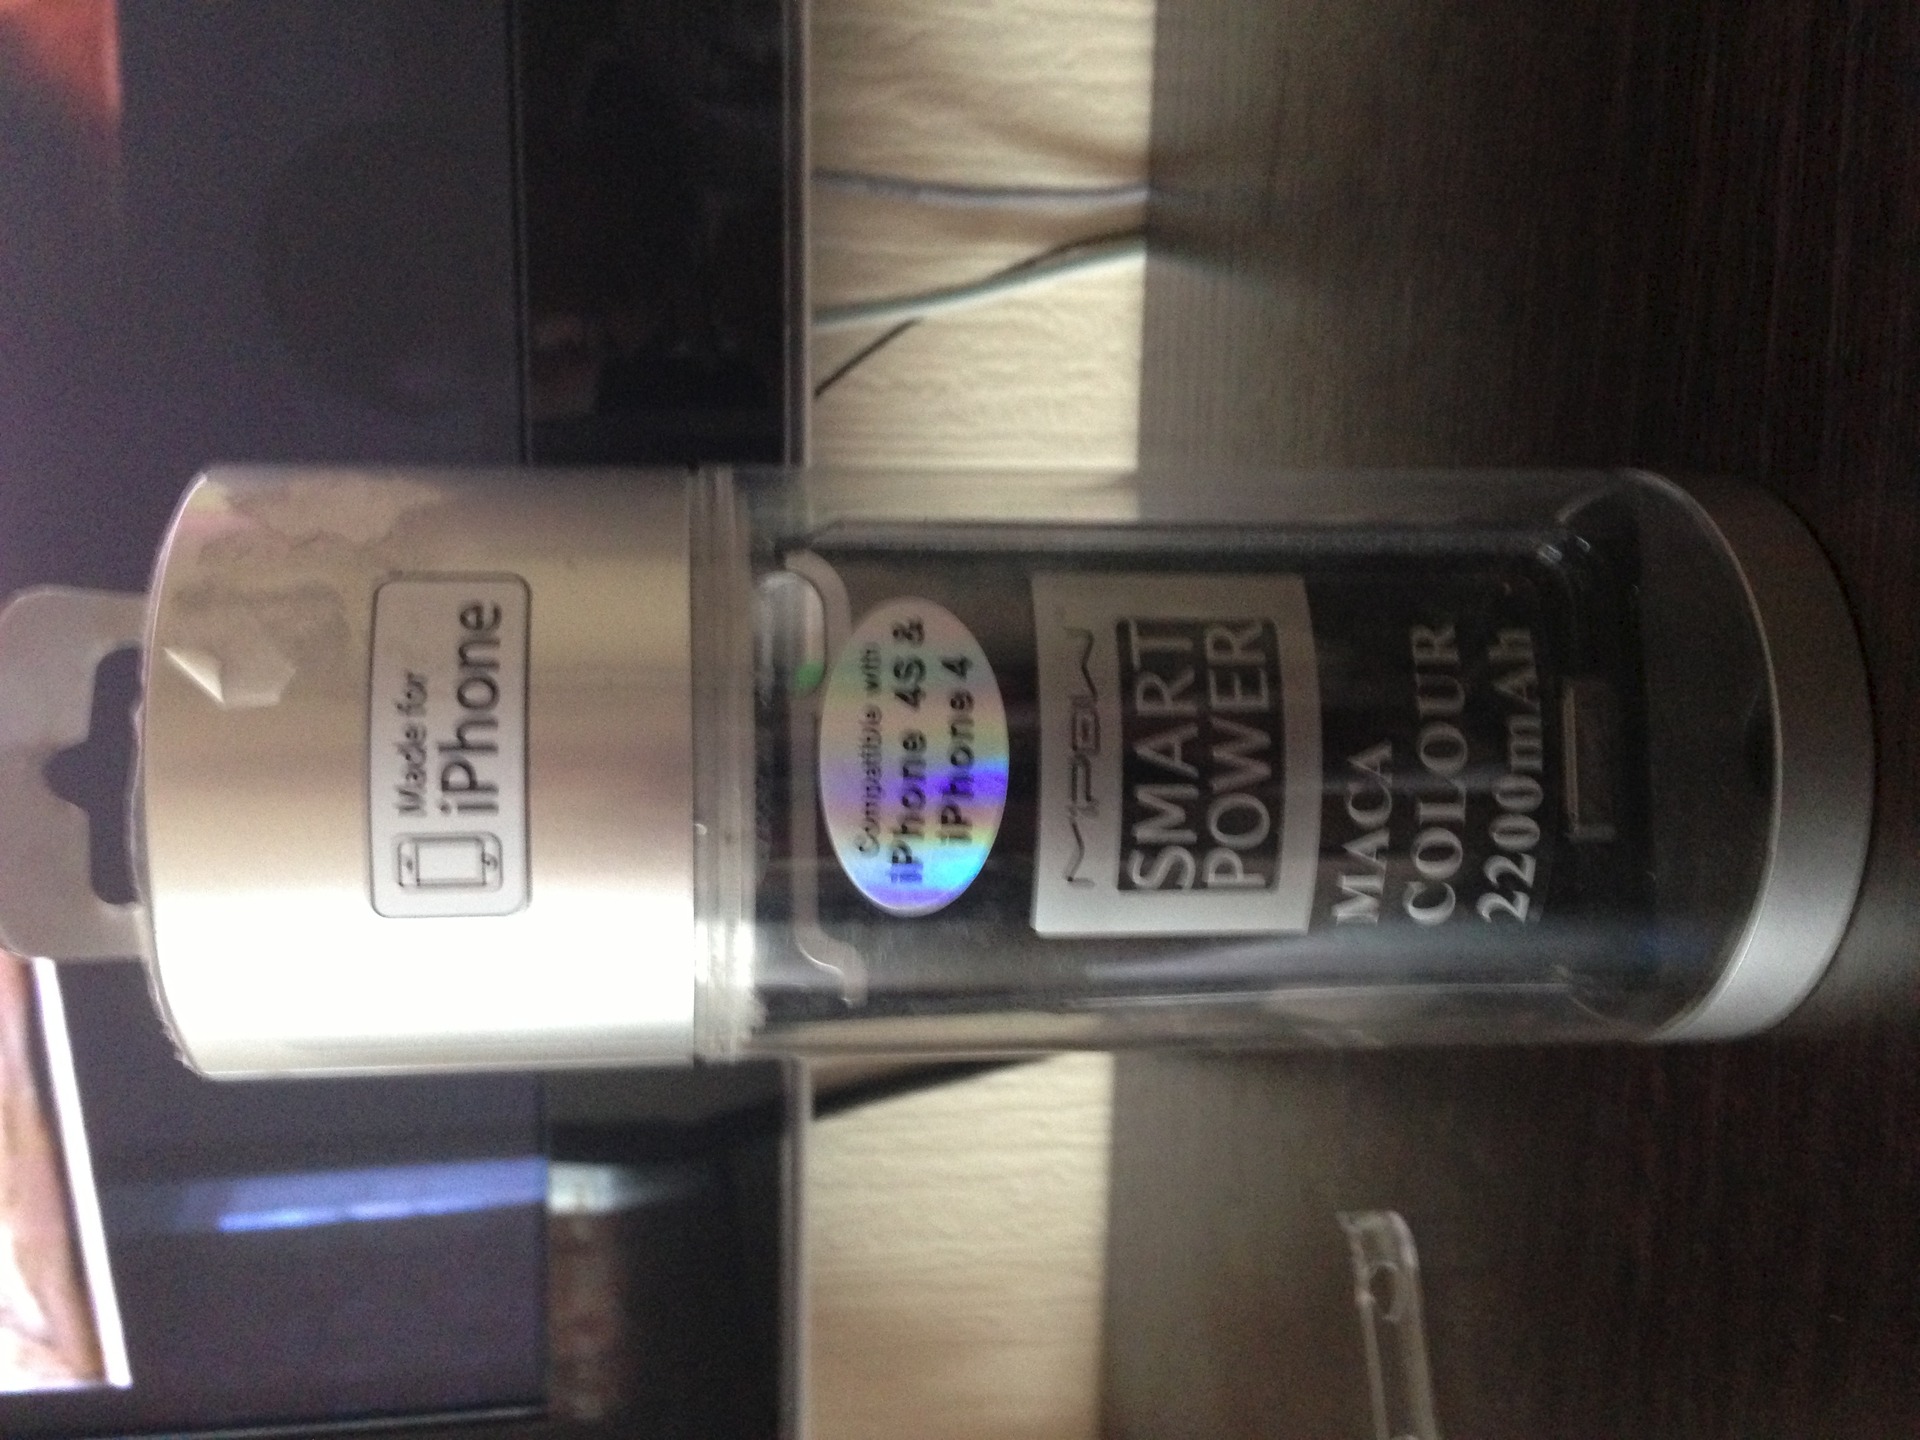 Made for
iPhone
Compatible with
iPhone 4S &
iPhone 4
MIPOW
SMART
POWER
MACA
COLOUR
2200mAh